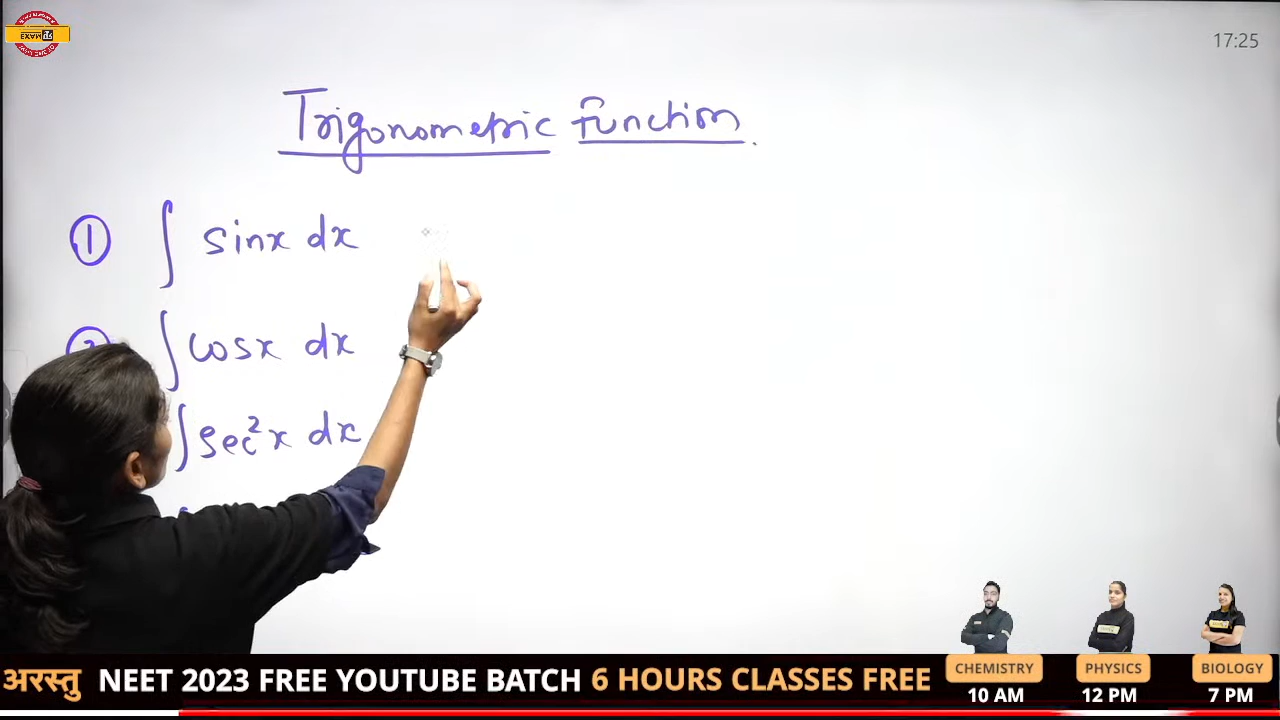 17:25
Trigonometric Function.
① ∫ sinx dx
∫ cosx dx
∫ sec²x dx
CHEMISTRY PHYSICS BIOLOGY
अरस्तु NEET 2023 FREE YOUTUBE BATCH 6 HOURS CLASSES FREE 10 AM 12 PM 7 PM